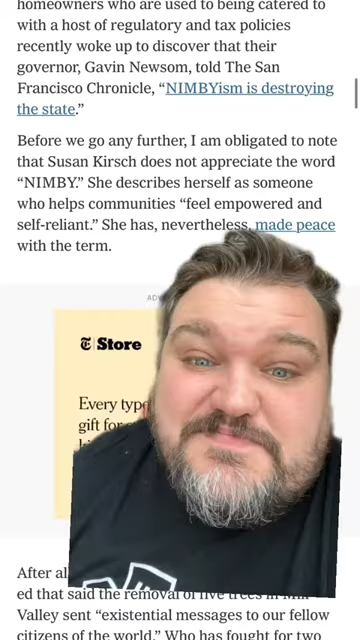 homeowners who are used to being catered to
with a host of regulatory and tax policies
recently woke up to discover that their
governor, Gavin Newsom, told The San
Francisco Chronicle, “NIMBYism is destroying
the state.”
Before we go any further, I am obligated to note
that Susan Kirsch does not appreciate the word
“NIMBY.” She describes herself as someone
who helps communities “feel empowered and
self-reliant.” She has, nevertheless, made peace
with the term.
Store
Every type
gift for
After al
ed that said the removal of five trees in Mill
Valley sent “existential messages to our fellow
citizens of the world.” Who has fought for two